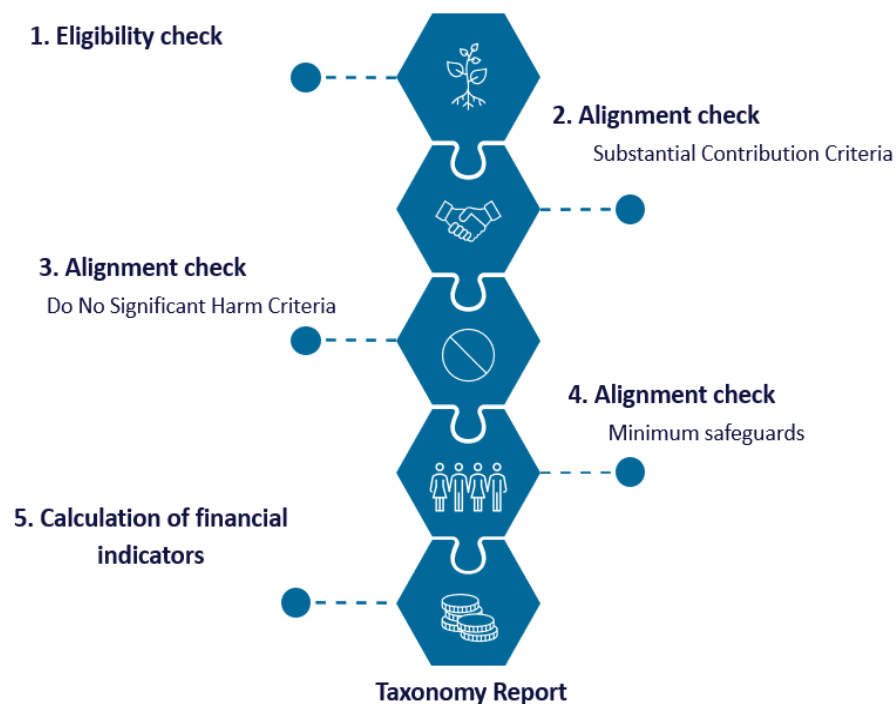 1. Eligibility check
2. Alignment check
Substantial Contribution Criteria
3. Alignment check
Do No Significant Harm Criteria
4. Alignment check
Minimum safeguards
5. Calculation of financial
indicators
Taxonomy Report